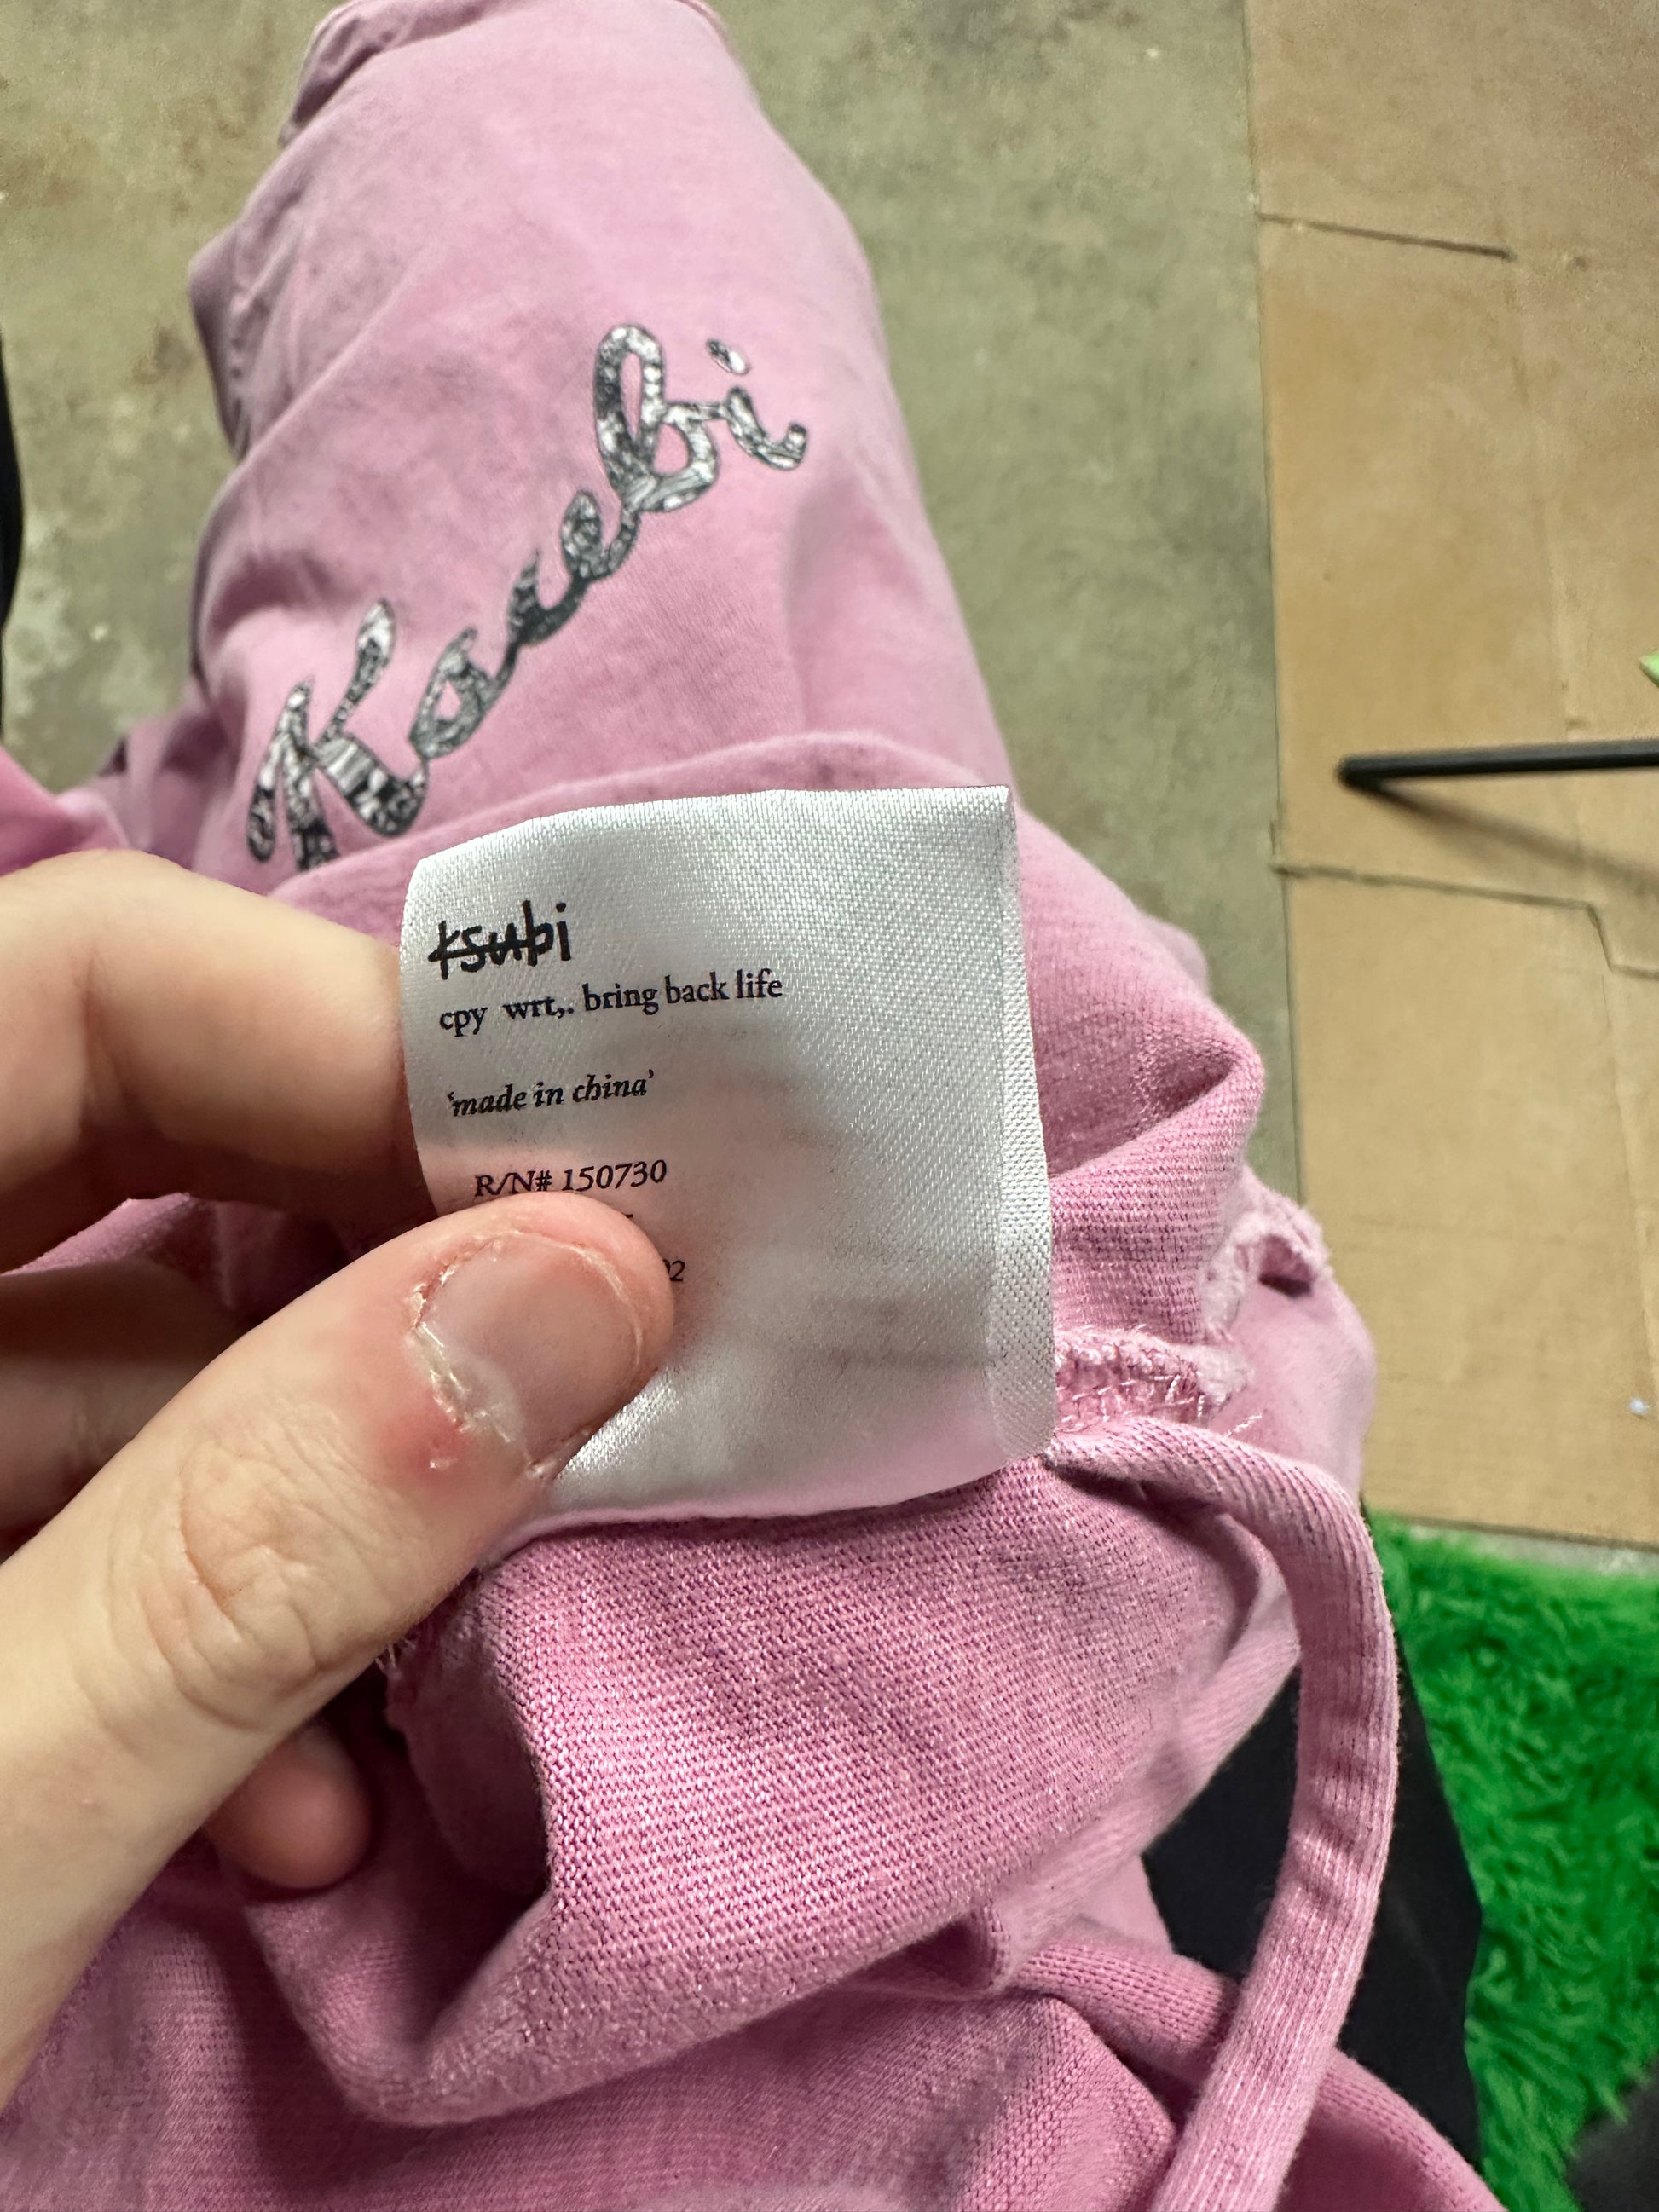 Ksubi
ksubi
cpy wrt,. bring back life
'made in china'
R/N# 150730